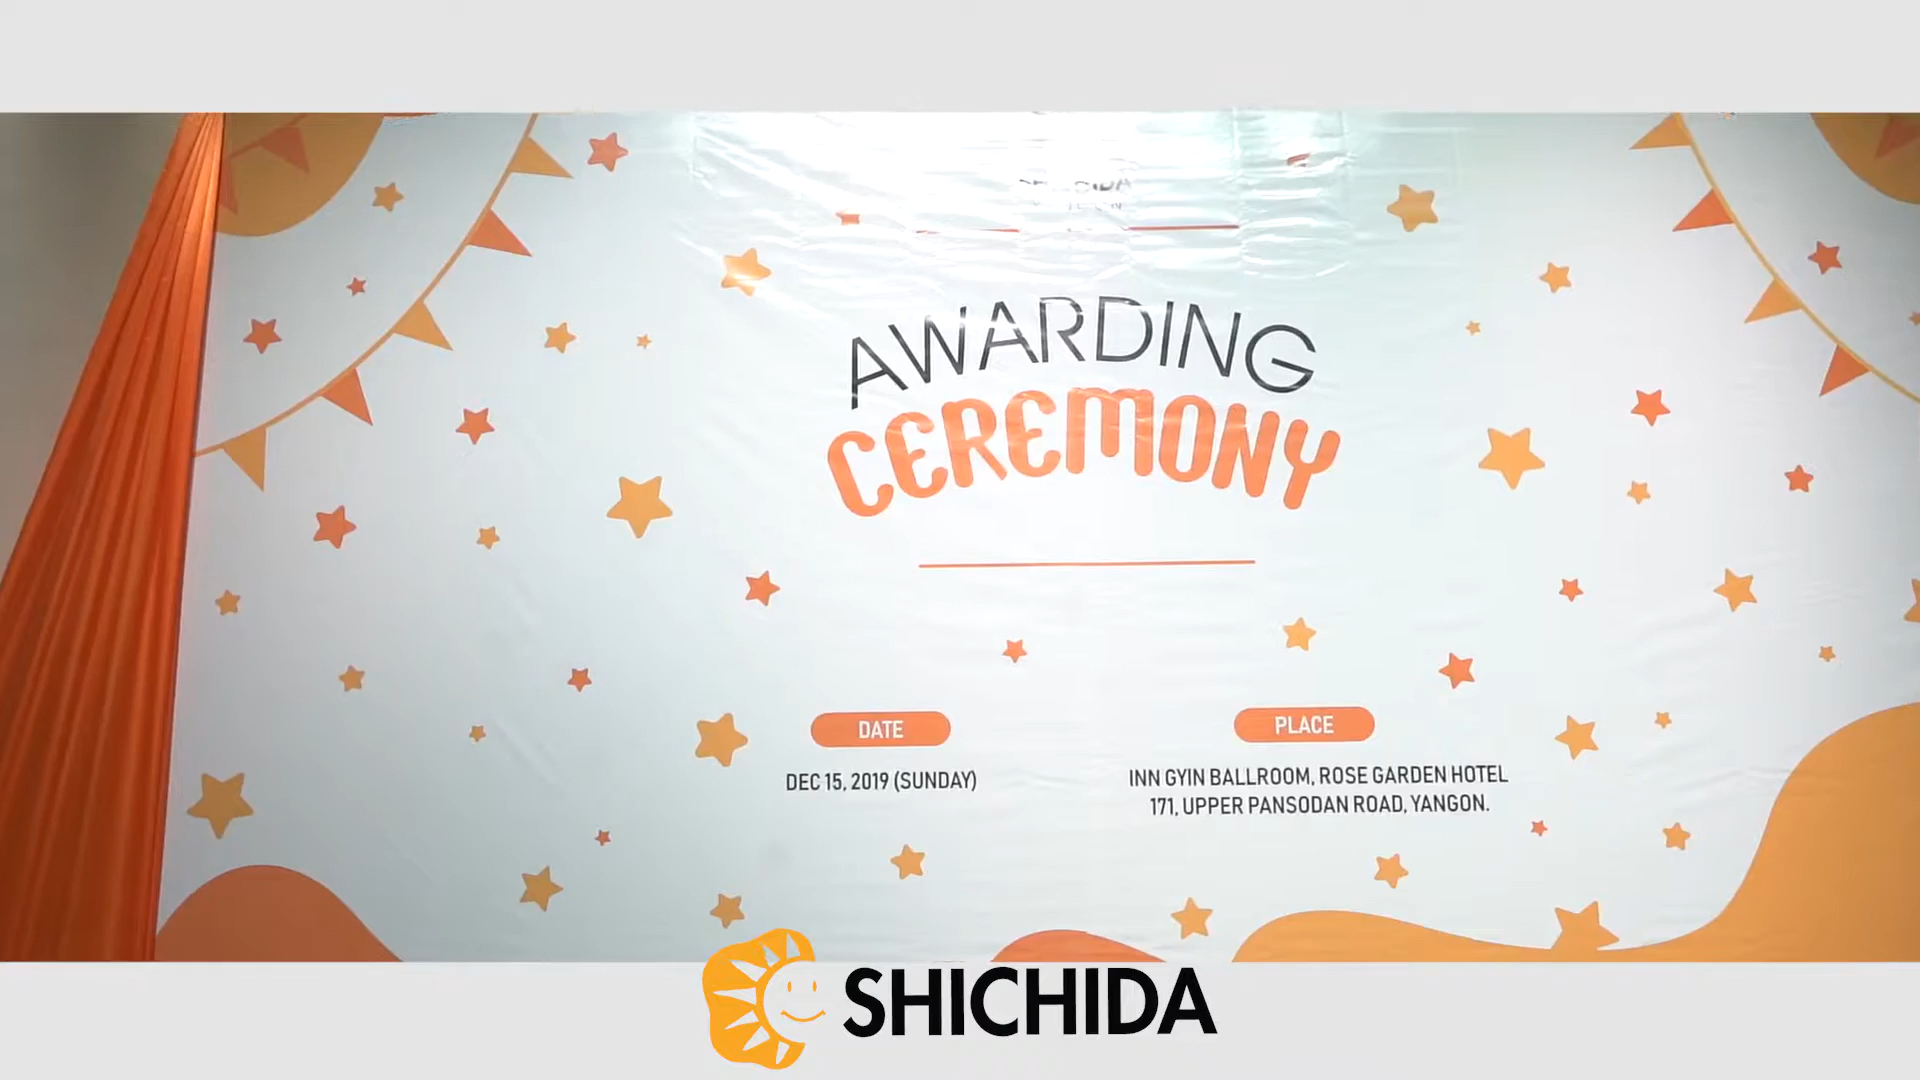 AWARDING
CEREMONY
DATE
DEC 15, 2019 (SUNDAY)
PLACE
INN GYIN BALLROOM, ROSE GARDEN HOTEL
171, UPPER PANSODAN ROAD, YANGON.
SHICHIDA